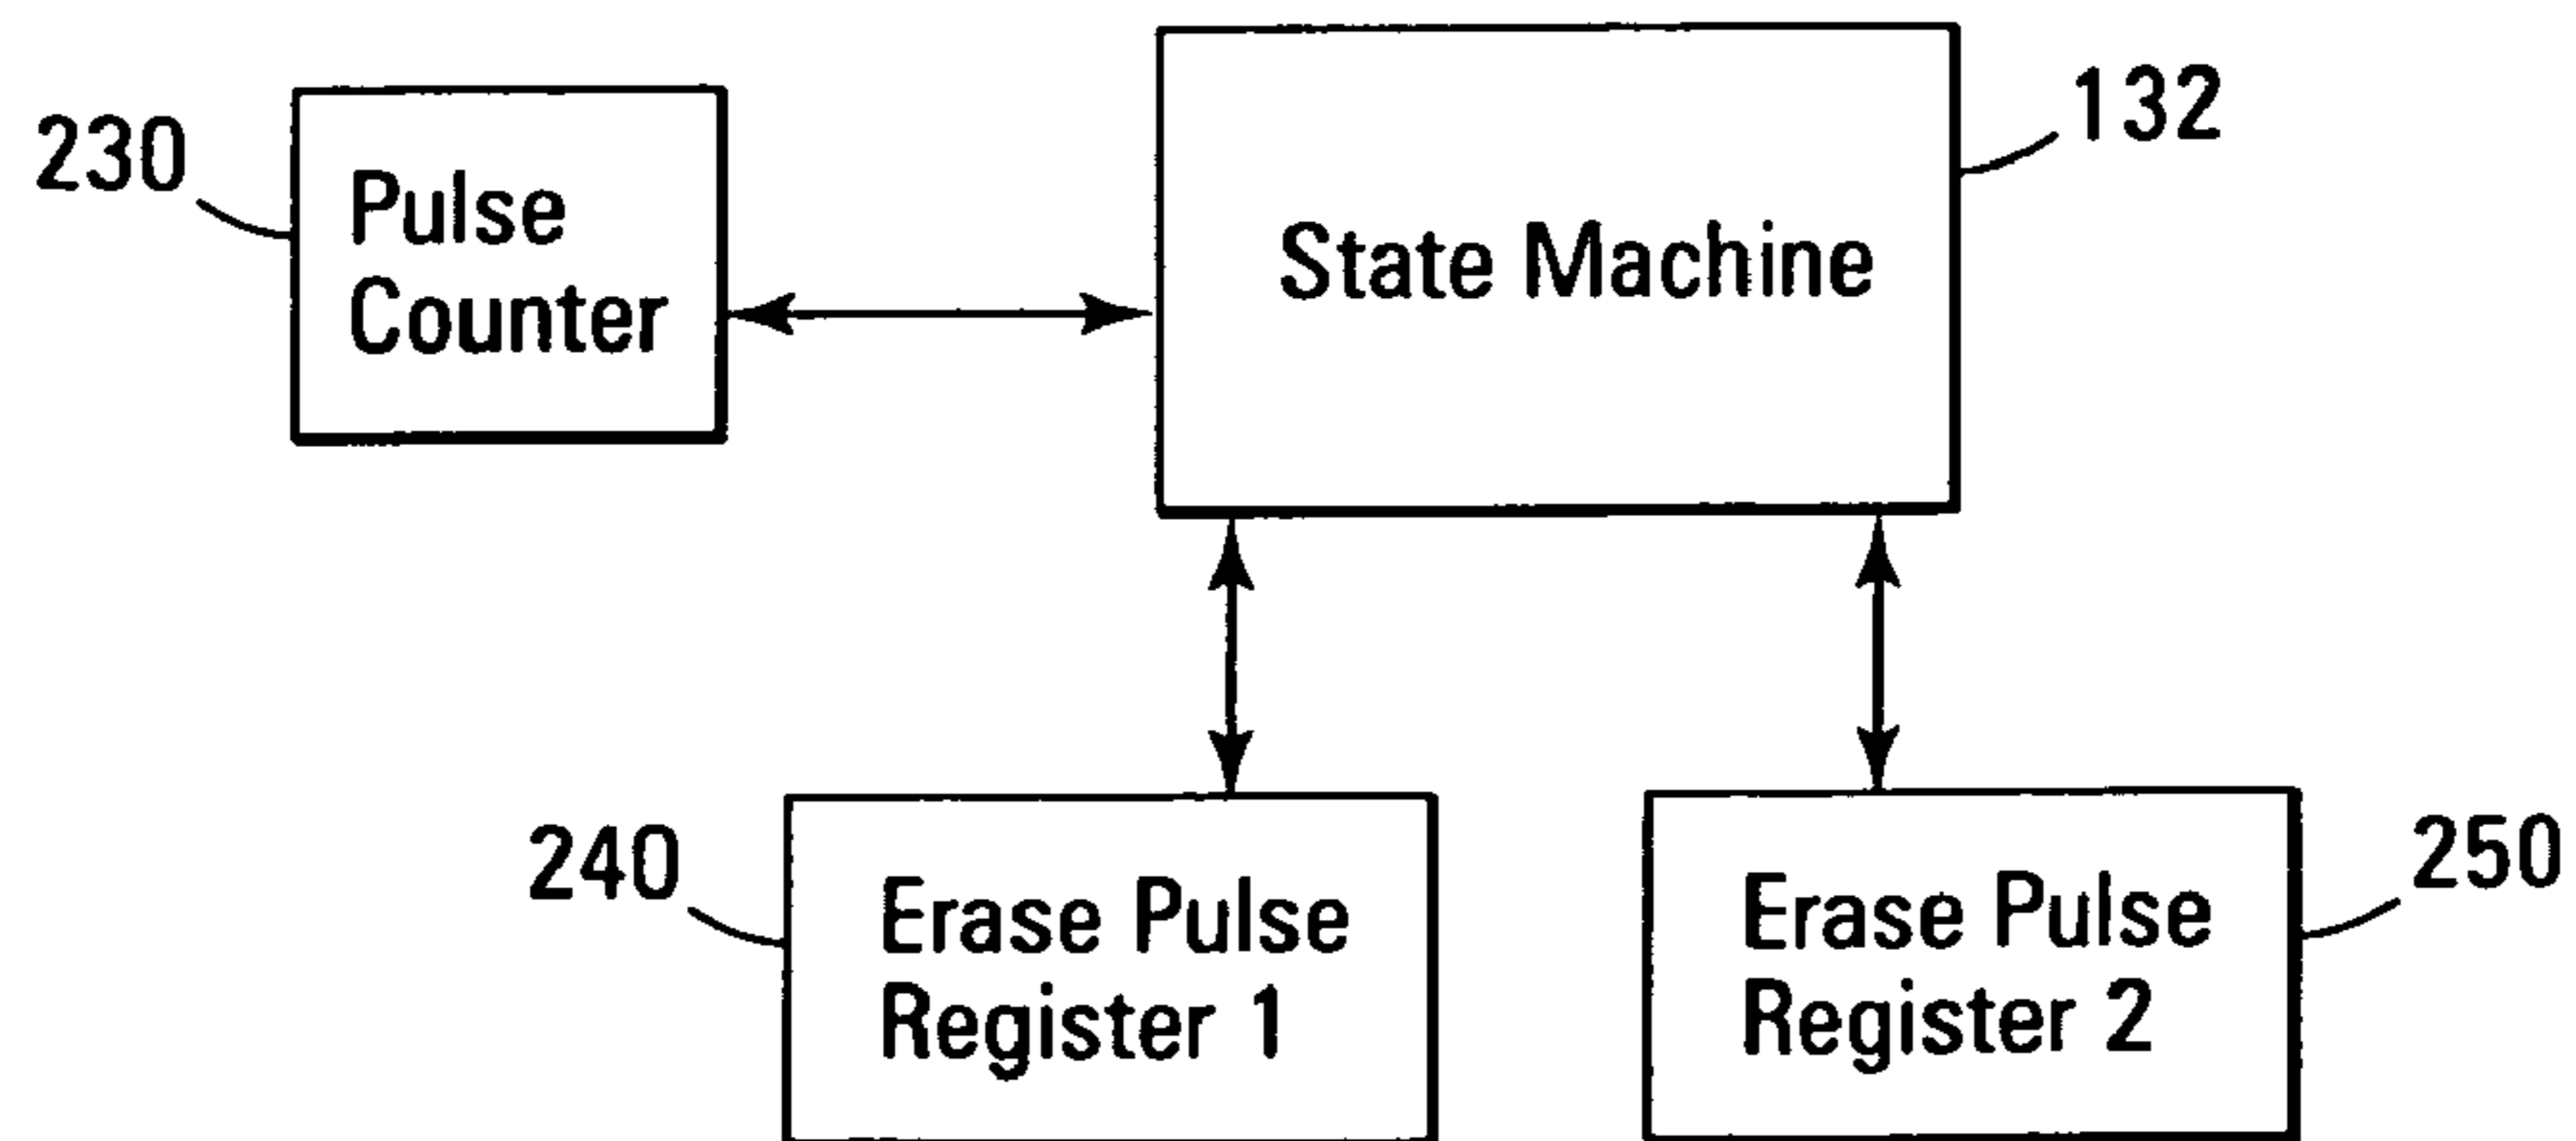 132
230
Pulse
Counter
State Machine
240
Erase Pulse
Register 1
250
Erase Pulse
Register 2